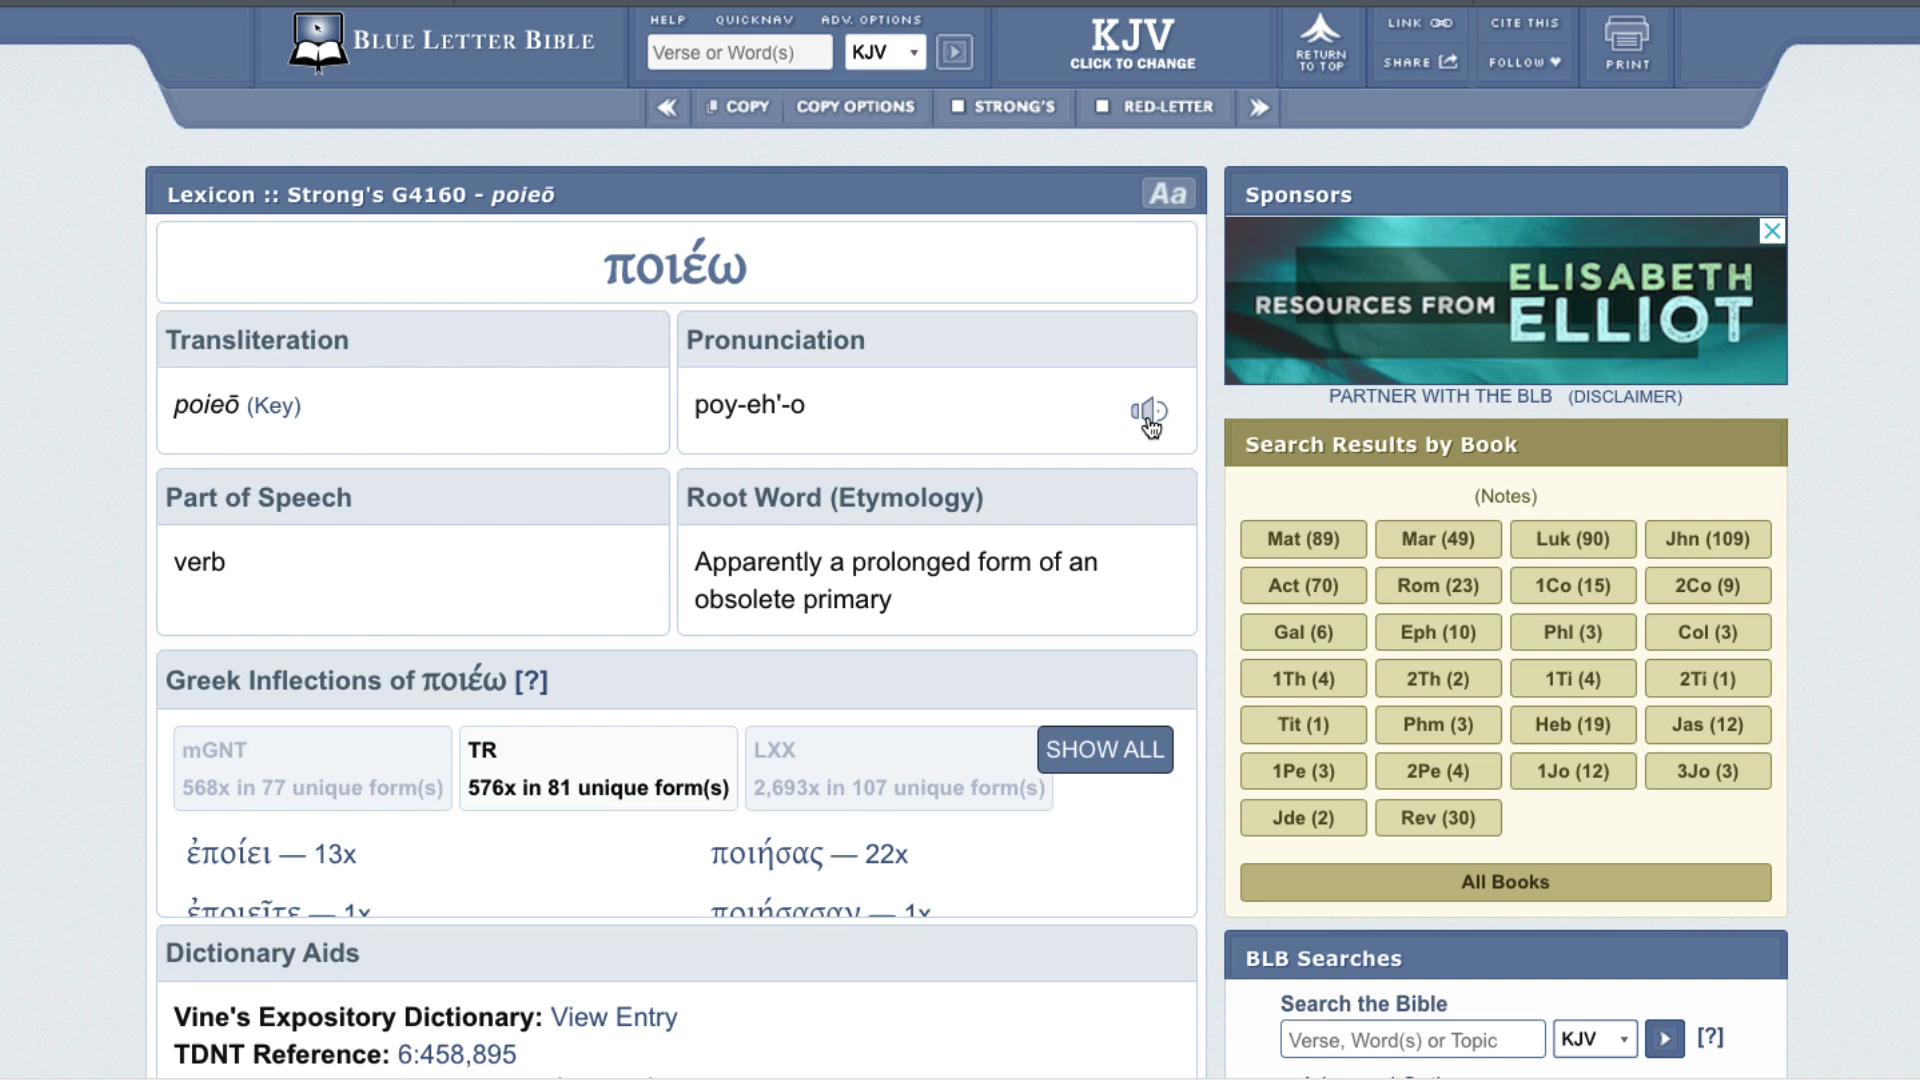 BLUE LETTER BIBLE
HELP QUICKNAV ADV. OPTIONS
Verse or Word(s) KJV
KJV
CLICK TO CHANGE
RETURN
TO TOP
LINK
SHARE
CITE THIS
FOLLOW
PRINT
COPY COPY OPTIONS STRONG'S RED-LETTER
Lexicon :: Strong's G4160 - poieō Aa
ποιέω
Transliteration
poieō (Key)
Pronunciation
poy-eh'-o
Part of Speech
verb
Root Word (Etymology)
Apparently a prolonged form of an
obsolete primary
Greek Inflections of ποιέω [?]
mGNT
568x in 77 unique form(s)
TR
576x in 81 unique form(s)
LXX
2,693x in 107 unique form(s)
SHOW ALL
ἐποίει — 13x
ποιήσας — 22x
ἐποιεῖτε — 1x
ποιήσασαν — 1x
Dictionary Aids
Vine's Expository Dictionary: View Entry
TDNT Reference: 6:458,895
Sponsors
RESOURCES FROM
ELISABETH
ELLIOT
PARTNER WITH THE BLB (DISCLAIMER)
Search Results by Book
(Notes)
Mat (89) Mar (49) Luk (90) Jhn (109)
Act (70) Rom (23) 1Co (15) 2Co (9)
Gal (6) Eph (10) Phl (3) Col (3)
1Th (4) 2Th (2) 1Ti (4) 2Ti (1)
Tit (1) Phm (3) Heb (19) Jas (12)
1Pe (3) 2Pe (4) 1Jo (12) 3Jo (3)
Jde (2) Rev (30)
All Books
BLB Searches
Search the Bible
Verse, Word(s) or Topic KJV [?]